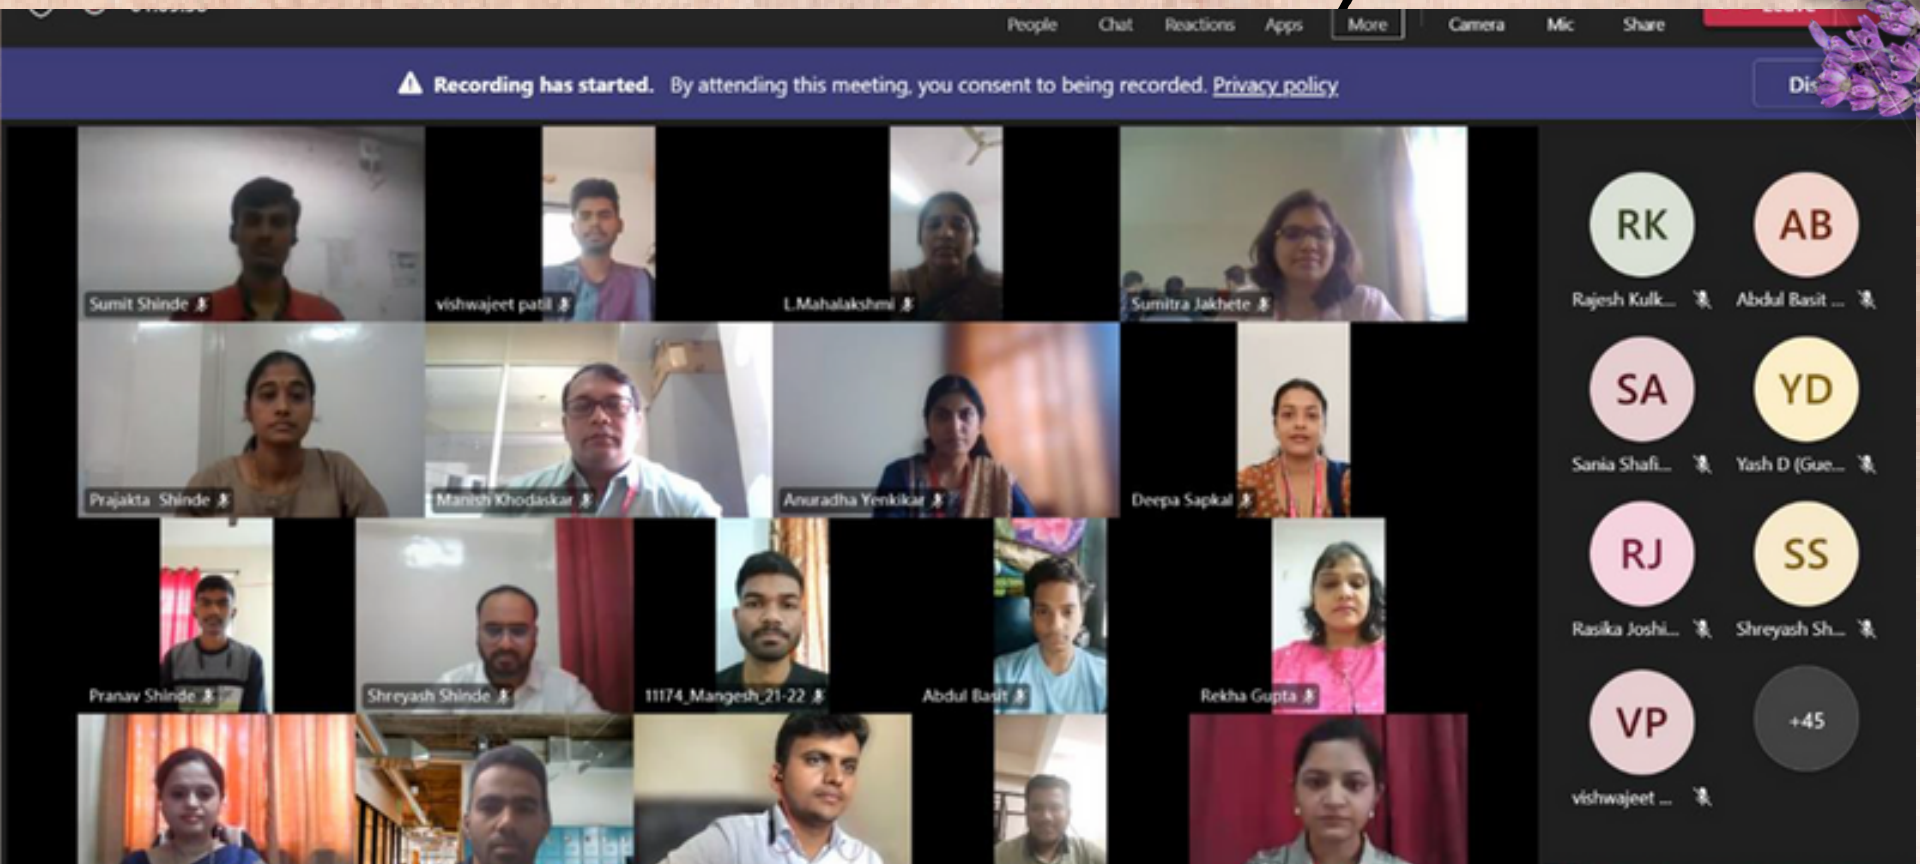 People Chat Reactions Apps More Camera Mic Share
Recording has started. By attending this meeting, you consent to being recorded. Privacy policy
Sumit Shinde
vishwajeet patil
L.Mahalakshmi
Sumitra Jakhete
RK
AB
Rajesh Kulk...
Abdul Basit ...
Prajakta Shinde
Manish Khodaskar
Anuradha Yenkikar
Deepa Sapkal
SA
YD
Sania Shafi...
Yash D (Gue...
Pranav Shinde
Shreyash Shinde
11174_Mangesh_21-22
Abdul Basit
Rekha Gupta
RJ
SS
Rasika Joshi...
Shreyash Sh...
VP
+45
vishwajeet ...